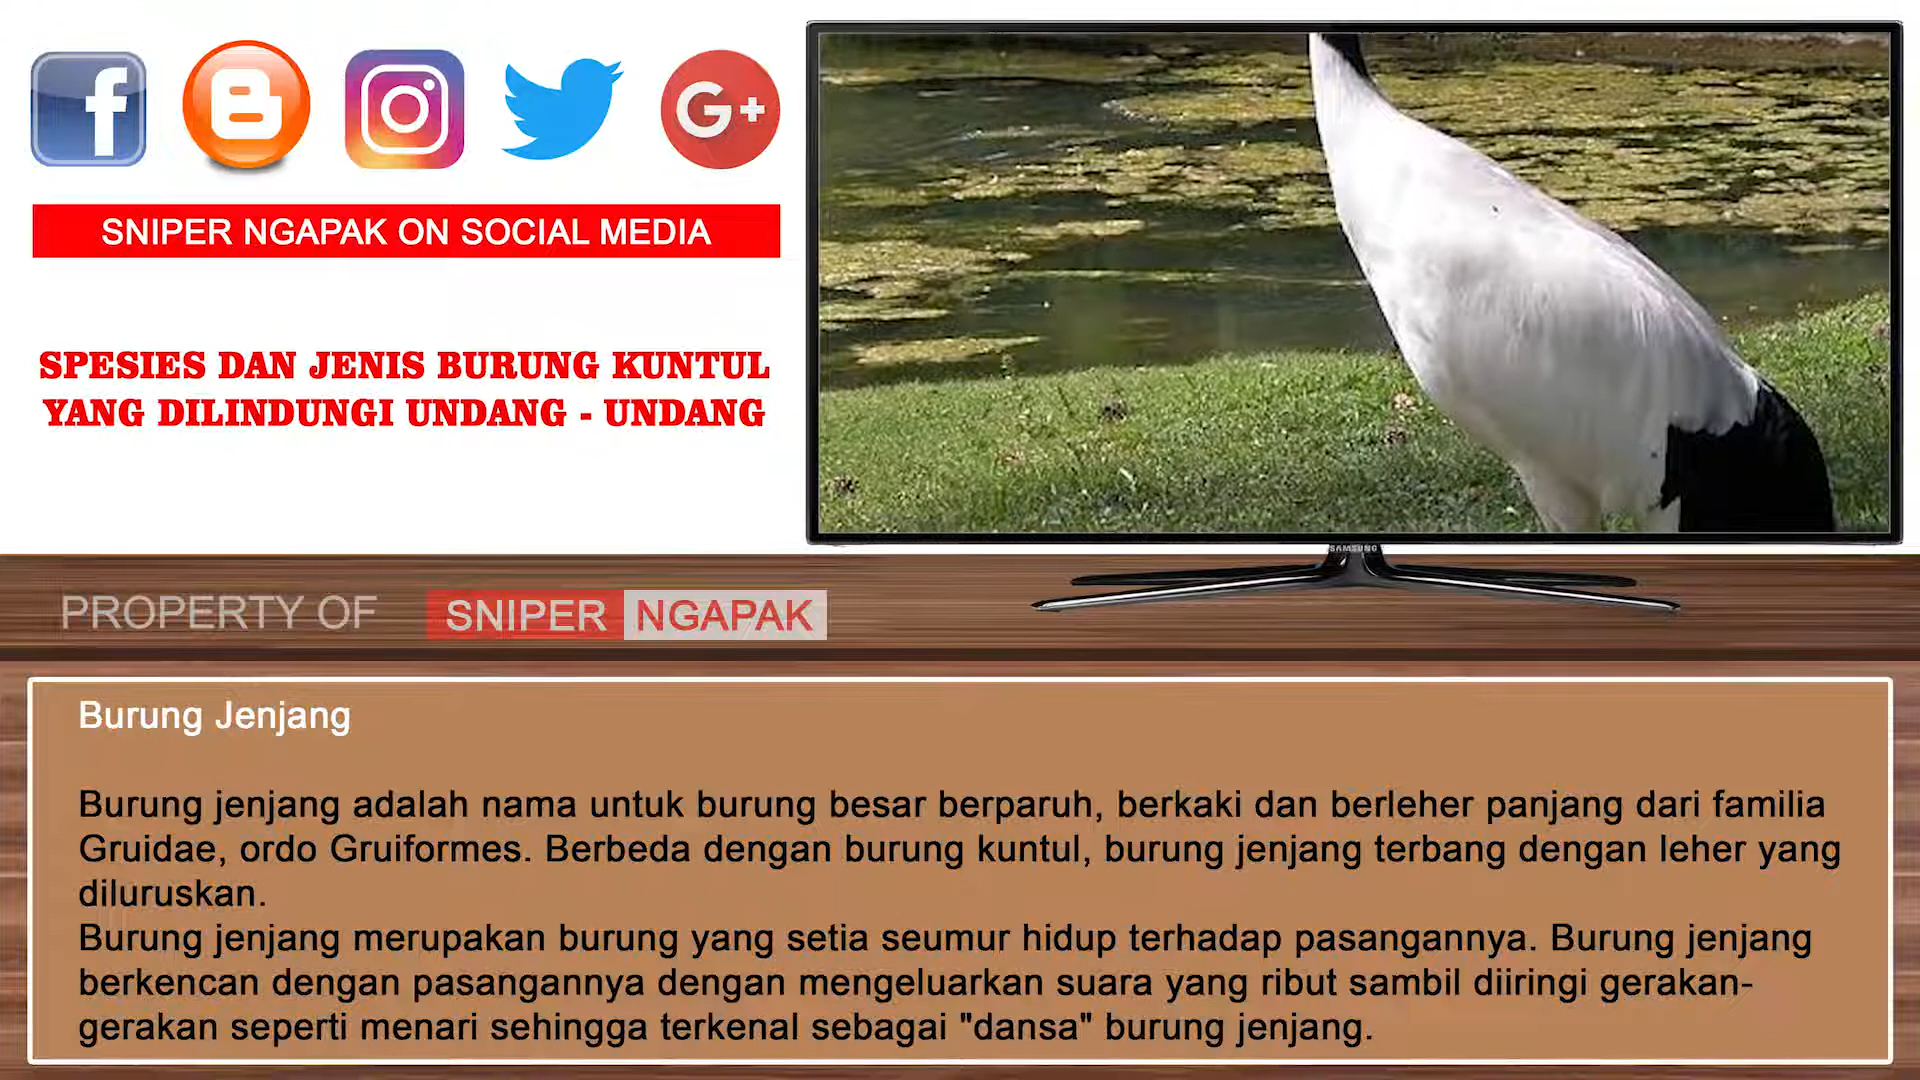 SNIPER NGAPAK ON SOCIAL MEDIA
SPESIES DAN JENIS BURUNG KUNTUL
YANG DILINDUNGI UNDANG - UNDANG
SAMSUNG
PROPERTY OF SNIPER NGAPAK
Burung Jenjang
Burung jenjang adalah nama untuk burung besar berparuh, berkaki dan berleher panjang dari familia
Gruidae, ordo Gruiformes. Berbeda dengan burung kuntul, burung jenjang terbang dengan leher yang
diluruskan.
Burung jenjang merupakan burung yang setia seumur hidup terhadap pasangannya. Burung jenjang
berkencan dengan pasangannya dengan mengeluarkan suara yang ribut sambil diiringi gerakan-
gerakan seperti menari sehingga terkenal sebagai "dansa" burung jenjang.